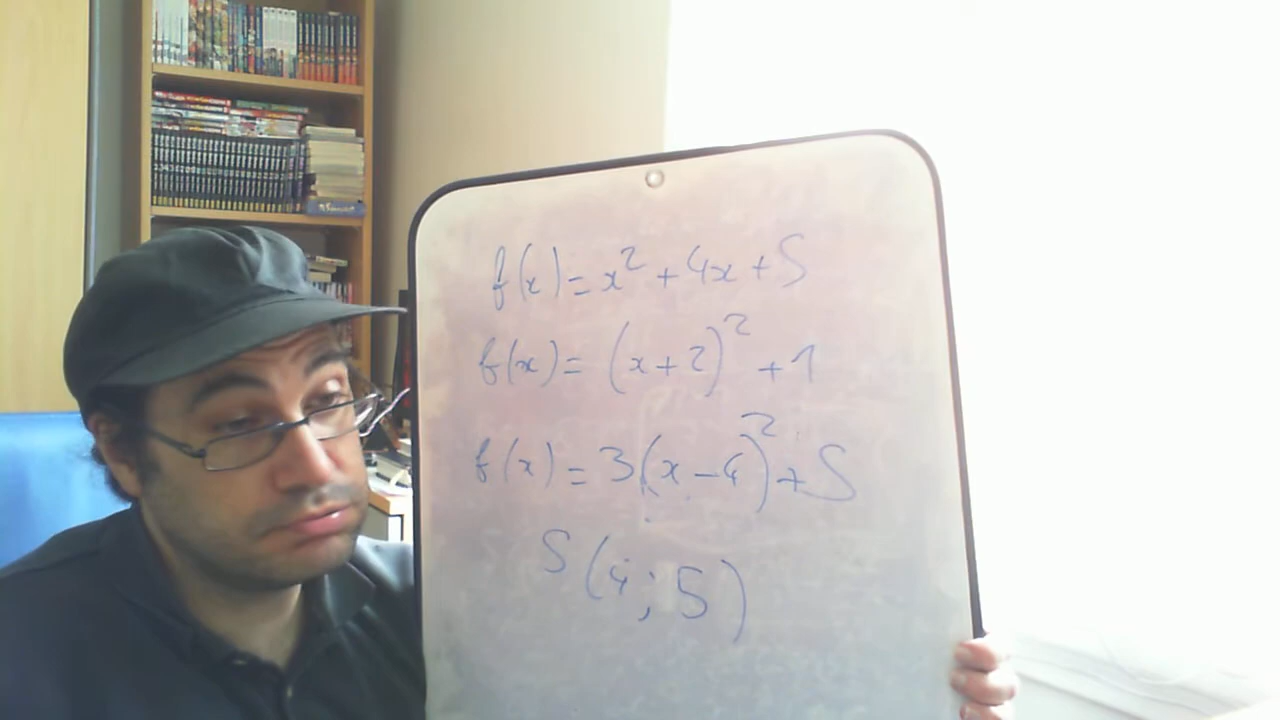 f(x) = x² + 4x + 5
f(x) = (x + 2)² + 1
f(x) = 3(x - 4)² + 5
S(4; 5)